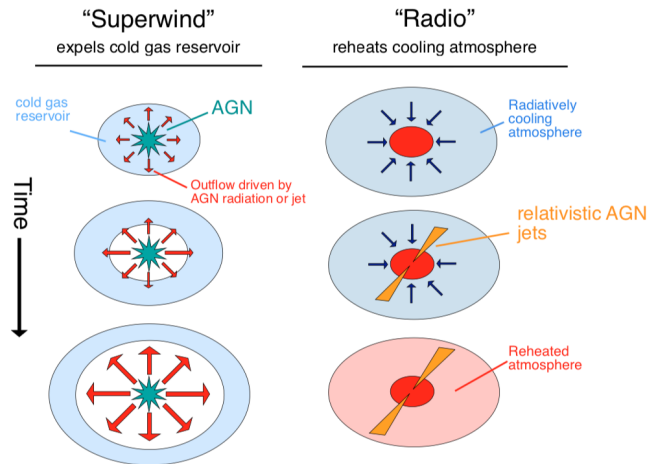 “Superwind”
expels cold gas reservoir
cold gas
reservoir
AGN
Outflow driven by
AGN radiation or jet
Time
“Radio”
reheats cooling atmosphere
Radiatively
cooling
atmosphere
relativistic AGN
jets
Reheated
atmosphere